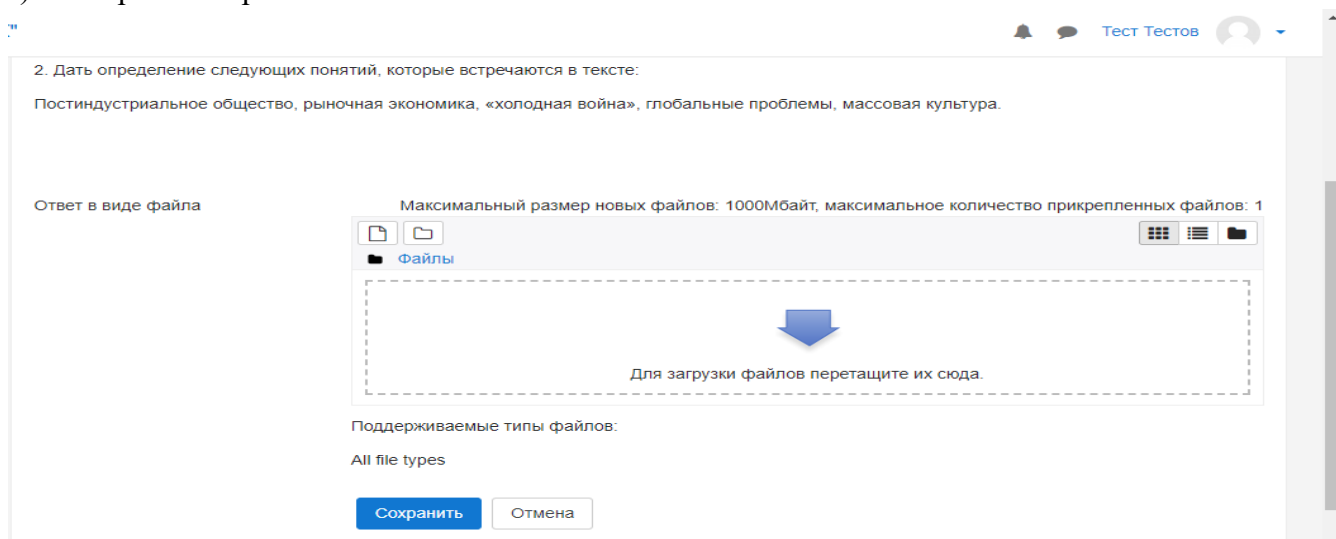 Тест Тестов
2. Дать определение следующих понятий, которые встречаются в тексте:
Постиндустриальное общество, рыночная экономика, «холодная война», глобальные проблемы, массовая культура.
Ответ в виде файла
Максимальный размер новых файлов: 1000Мбайт, максимальное количество прикрепленных файлов: 1
Файлы
Для загрузки файлов перетащите их сюда.
Поддерживаемые типы файлов:
All file types
Сохранить
Отмена